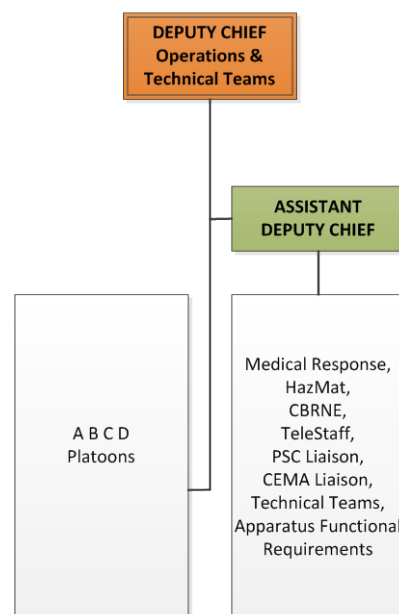 DEPUTY CHIEF
Operations &
Technical Teams
ASSISTANT
DEPUTY CHIEF
A B C D
Platoons
Medical Response,
HazMat,
CBRNE,
TeleStaff,
PSC Liaison,
CEMA Liaison,
Technical Teams,
Apparatus Functional
Requirements